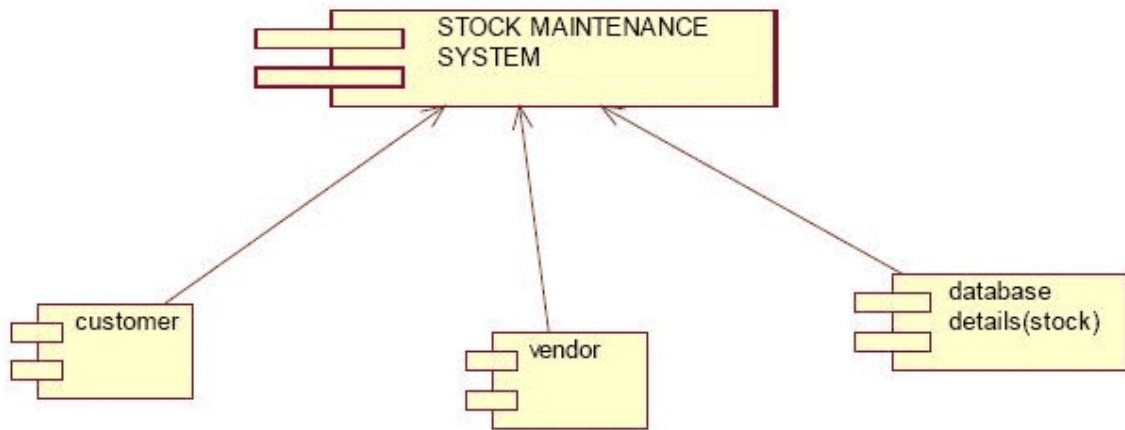 STOCK MAINTENANCE
SYSTEM
customer
vendor
database
details(stock)